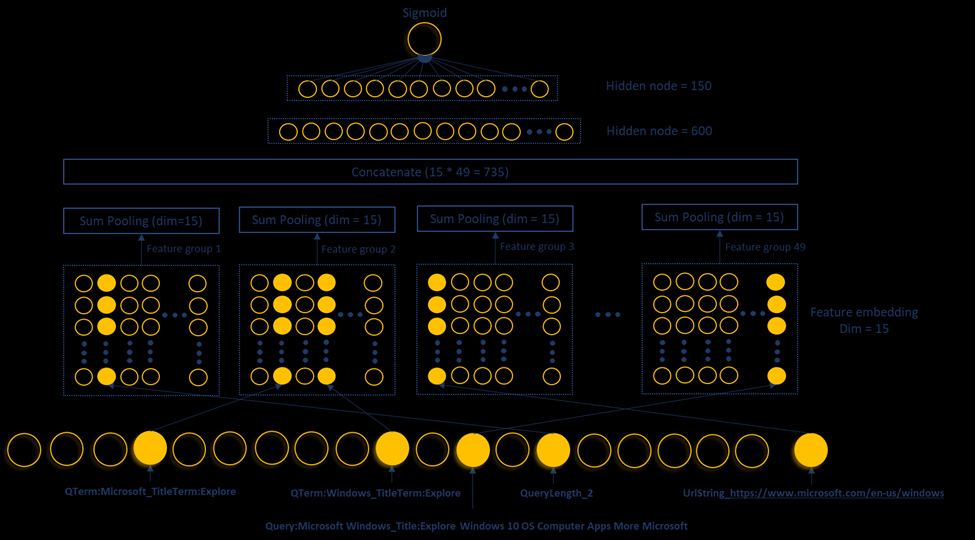 Sigmoid
Hidden node = 150
Hidden node = 600
Concatenate (15 * 49 = 735)
Sum Pooling (dim=15)
Sum Pooling (dim = 15)
Sum Pooling (dim = 15)
Sum Pooling (dim = 15)
Feature group 1
Feature group 2
Feature group 3
Feature group 49
Feature embedding
Dim = 15
QTerm:Microsoft_TitleTerm:Explore
QTerm:Windows_TitleTerm:Explore
QueryLength_2
UrlString_https://www.microsoft.com/en-us/windows
Query:Microsoft Windows_Title:Explore Windows 10 OS Computer Apps More Microsoft